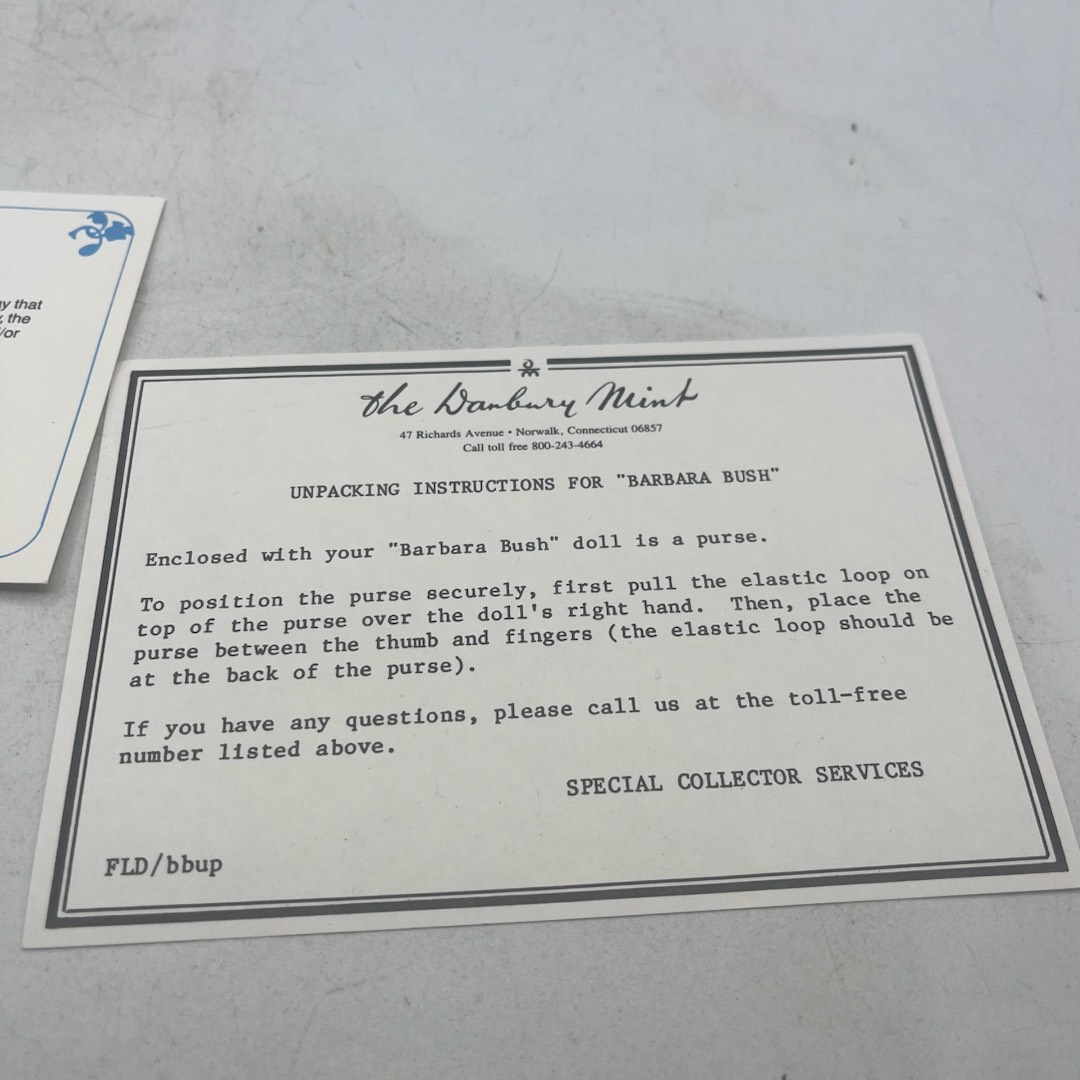 y that
, the
/or
the Danbury Mint
47 Richards Avenue • Norwalk, Connecticut 06857
Call toll free 800-243-4664
UNPACKING INSTRUCTIONS FOR "BARBARA BUSH"
Enclosed with your "Barbara Bush" doll is a purse.
To position the purse securely, first pull the elastic loop on
top of the purse over the doll's right hand. Then, place the
purse between the thumb and fingers (the elastic loop should be
at the back of the purse).
If you have any questions, please call us at the toll-free
number listed above.
SPECIAL COLLECTOR SERVICES
FLD/bbup